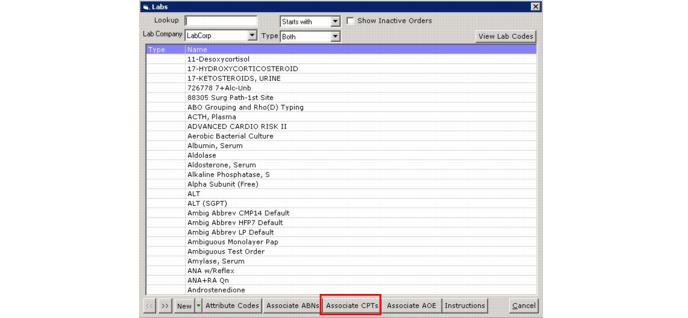 Labs
Lookup Starts with Show Inactive Orders
Lab Company LabCorp Type Both View Lab Codes
Type Name
11-Desoxycortisol
17-HYDROXYCORTICOSTEROID
17-KETOSTEROIDS, URINE
726778 7+Alc-Unb
88305 Surg Path-1st Site
ABO Grouping and Rho(D) Typing
ACTH, Plasma
ADVANCED CARDIO RISK II
Aerobic Bacterial Culture
Albumin, Serum
Aldolase
Aldosterone, Serum
Alkaline Phosphatase, S
Alpha Subunit (Free)
ALT
ALT (SGPT)
Ambig Abbrev CMP14 Default
Ambig Abbrev HFP7 Default
Ambig Abbrev LP Default
Ambiguous Monolayer Pap
Ambiguous Test Order
Amylase, Serum
ANA w/Reflex
ANA+RA Qn
Androstenedione
<< >> New Attribute Codes Associate ABNs Associate CPTs Associate AOE Instructions Cancel